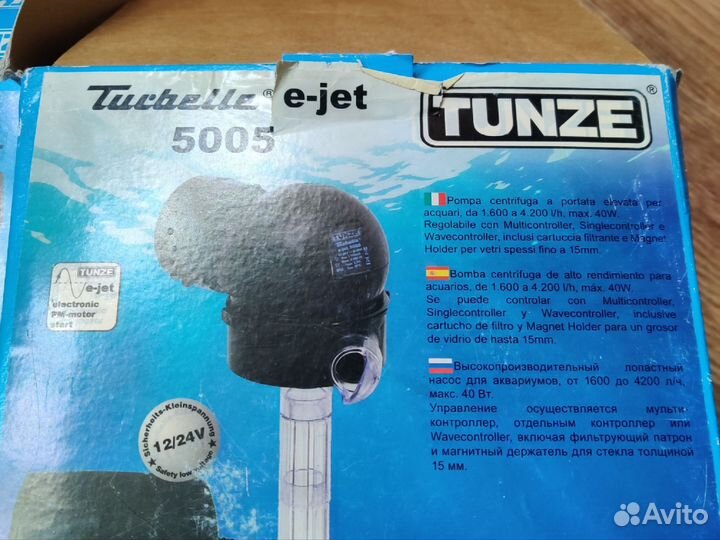 Turbelle® e-jet
5005
TUNZE®
Pompa centrifuga a portata elevata per
acquari, da 1.600 a 4.200 l/h, max. 40W.
Regolabile con Multicontroller, Singlecontroller e
Wavecontroller, inclusi cartuccia filtrante e Magnet
Holder per vetri spessi fino a 15mm.
Bomba centrífuga de alto rendimiento para
acuarios, de 1.600 a 4.200 l/h, máx. 40W.
Se puede controlar con Multicontroller,
Singlecontroller y Wavecontroller, inclusive
cartucho de filtro y Magnet Holder para un grosor
de vidrio de hasta 15mm.
Высокопроизводительный лопастный
насос для аквариумов, от 1600 до 4200 л/ч,
макс. 40 Вт.
Управление осуществляется мульти-
контроллер, отдельным контроллер или
Wavecontroller, включая фильтрующий патрон
и магнитный держатель для стекла толщиной
15 мм.
TUNZE
Turbelle
TUNZE
e-jet
electronic
PM-motor
start
Sicherheits-Kleinspannung
12/24V
Safety low voltage
Avito